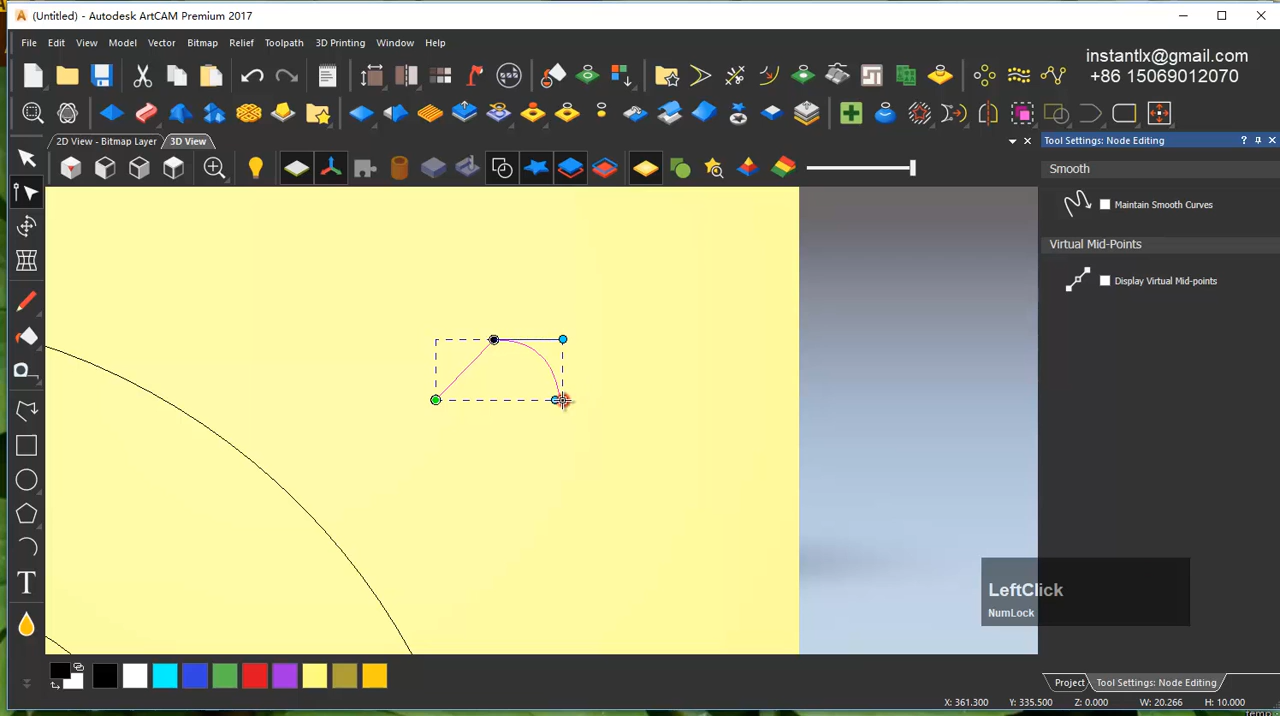 (Untitled) - Autodesk ArtCAM Premium 2017
File Edit View Model Vector Bitmap Relief Toolpath 3D Printing Window Help
instantlx@gmail.com
+86 15069012070
2D View - Bitmap Layer 3D View
Tool Settings: Node Editing
Smooth
Maintain Smooth Curves
Virtual Mid-Points
Display Virtual Mid-points
T
LeftClick
NumLock
Project Tool Settings: Node Editing
X: 361.300 Y: 335.500 Z: 0.000 W: 20.266 H: 10.000